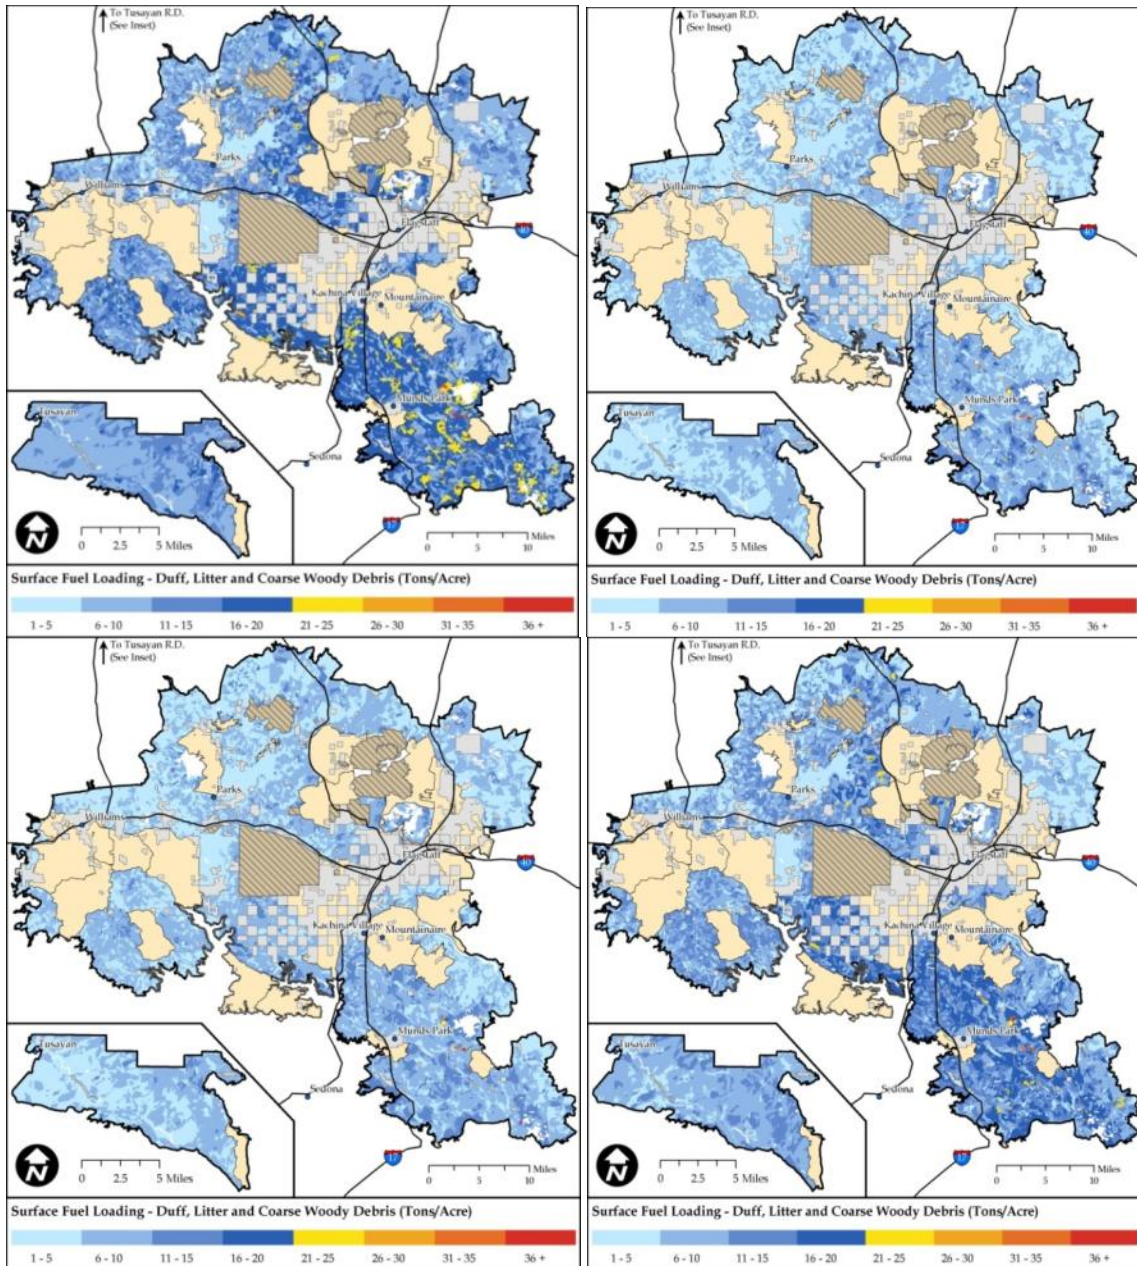 To Tusayan R.D.
(See Inset)
Parks
Williams
Flagstaff
40
Kachina Village
Mountainaire
Munds Park
Tusayan
Sedona
17
N
0 2.5 5 Miles
Miles
0 5 10
Surface Fuel Loading - Duff, Litter and Coarse Woody Debris (Tons/Acre)
1 - 5 6 - 10 11 - 15 16 - 20 21 - 25 26 - 30 31 - 35 36 +
To Tusayan R.D.
(See Inset)
Parks
Williams
Flagstaff
40
Kachina Village
Mountainaire
Munds Park
Tusayan
Sedona
17
N
0 2.5 5 Miles
Miles
0 5 10
Surface Fuel Loading - Duff, Litter and Coarse Woody Debris (Tons/Acre)
1 - 5 6 - 10 11 - 15 16 - 20 21 - 25 26 - 30 31 - 35 36 +
To Tusayan R.D.
(See Inset)
Parks
Williams
Flagstaff
40
Kachina Village
Mountainaire
Munds Park
Tusayan
Sedona
17
N
0 2.5 5 Miles
Miles
0 5 10
Surface Fuel Loading - Duff, Litter and Coarse Woody Debris (Tons/Acre)
1 - 5 6 - 10 11 - 15 16 - 20 21 - 25 26 - 30 31 - 35 36 +
To Tusayan R.D.
(See Inset)
Parks
Williams
Flagstaff
40
Kachina Village
Mountainaire
Munds Park
Tusayan
Sedona
17
N
0 2.5 5 Miles
Miles
0 5 10
Surface Fuel Loading - Duff, Litter and Coarse Woody Debris (Tons/Acre)
1 - 5 6 - 10 11 - 15 16 - 20 21 - 25 26 - 30 31 - 35 36 +